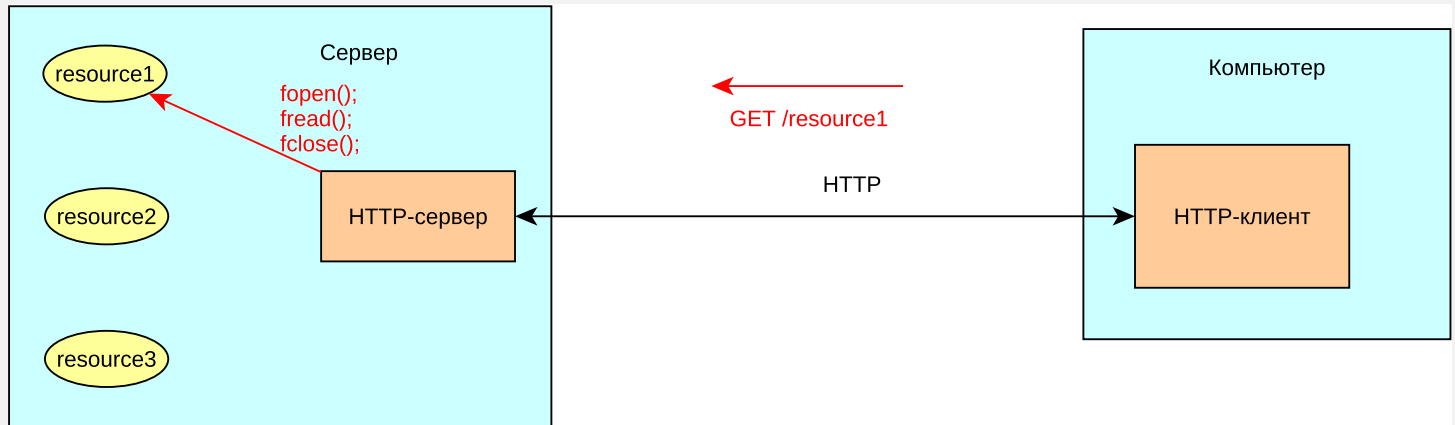 Сервер
resource1
fopen();
fread();
fclose();
resource2
HTTP-сервер
resource3
GET /resource1
HTTP
Компьютер
HTTP-клиент